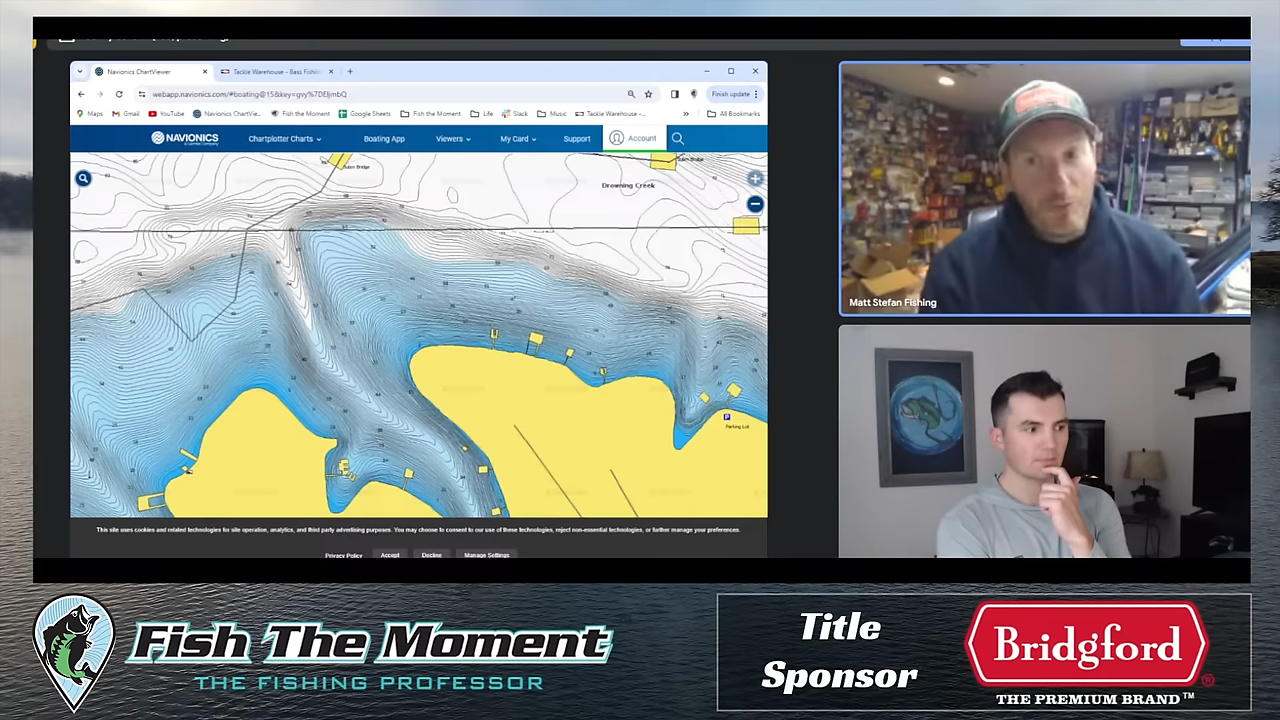 Navionics ChartViewer
Tackle Warehouse - Bass Fishin
webapp.navionics.com/#boating@15&key=gvy%7DEljmbQ
Finish update
Maps
Gmail
YouTube
Navionics ChartVie...
Fish the Moment
Google Sheets
Fish the Moment
Life
Slack
Music
Tackle Warehouse -...
»
All Bookmarks
NAVIONICS
Chartplotter Charts
Boating App
Viewers
My Card
Support
Account
Drowning Creek
Parking Lot
This site uses cookies and related technologies for site operation, analytics, and third party advertising purposes. You may choose to consent to our use of these technologies, reject non-essential technologies, or further manage your preferences.
Privacy Policy
Accept
Decline
Manage Settings
Matt Stefan Fishing
Fish The Moment
THE FISHING PROFESSOR
Title
Sponsor
Bridgford
THE PREMIUM BRAND™